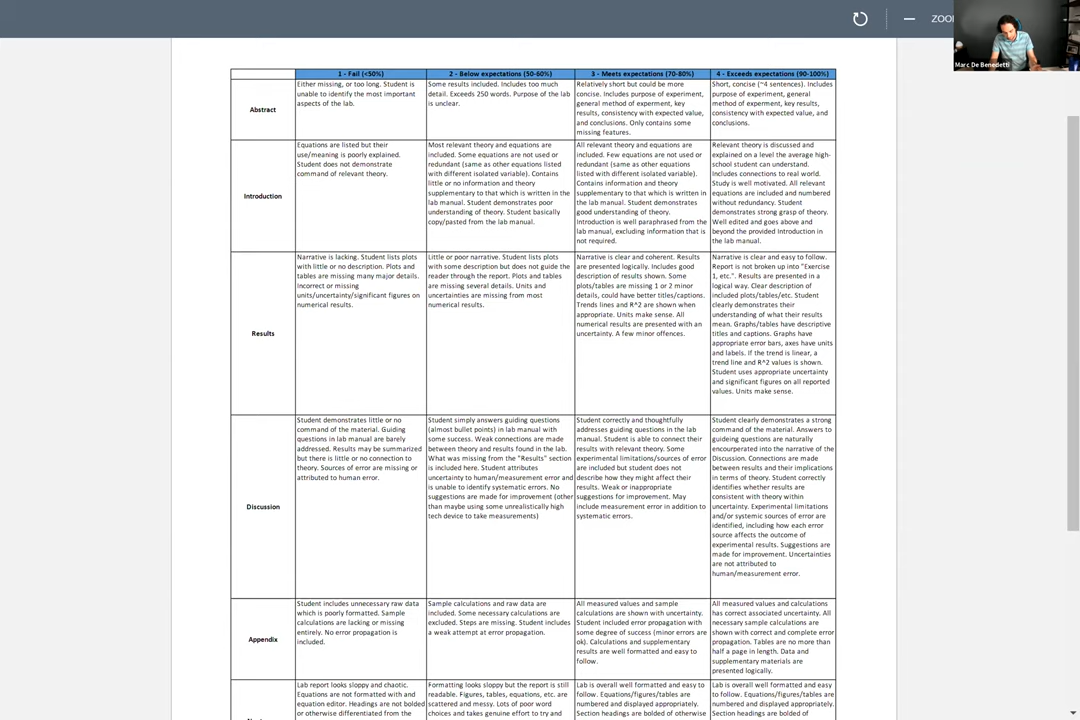 ZOO
Marc De Benedetti
1 - Fail (<50%)
2 - Below expectations (50-60%)
3 - Meets expectations (70-80%)
4 - Exceeds expectations (90-100%)
Abstract
Either missing, or too long. Student is
unable to identify the most important
aspects of the lab.
Some results included. Includes too much
detail. Exceeds 250 words. Purpose of the lab
is unclear.
Relatively short but could be more
concise. Includes purpose of experiment,
general method of experment, key
results, consistency with expected value,
and conclusions. Only contains some
missing features.
Short, concise (~4 sentences). Includes
purpose of experiment, general
method of experment, key results,
consistency with expected value, and
conclusions.
Introduction
Equations are listed but their
use/meaning is poorly explained.
Student does not demonstrate
command of relevant theory.
Most relevant theory and equations are
included. Some equations are not used or
redundant (same as other equations listed
with different isolated variable). Contains
little or no information and theory
supplementary to that which is written in the
lab manual. Student demonstrates poor
understanding of theory. Student basically
copy/pasted from the lab manual.
All relevant theory and equations are
included. Few equations are not used or
redundant (same as other equations
listed with different isolated variable).
Contains information and theory
supplementary to that which is written in
the lab manual. Student demonstrates
good understanding of theory.
Introduction is well paraphrased from the
lab manual, excluding information that is
not required.
Relevant theory is discussed and
explained on a level the average high-
school student can understand.
Includes connections to real world.
Study is well motivated. All relevant
equations are included and numbered
without redundancy. Student
demonstrates strong grasp of theory.
Well edited and goes above and
beyond the provided Introduction in
the lab manual.
Results
Narrative is lacking. Student lists plots
with little or no description. Plots and
tables are missing many major details.
Incorrect or missing
units/uncertainty/significant figures on
numerical results.
Little or poor narrative. Student lists plots
with some description but does not guide the
reader through the report. Plots and tables
are missing several details. Units and
uncertainties are missing from most
numerical results.
Narrative is clear and coherent. Results
are presented logically. Includes good
description of results shown. Some
plots/tables are missing 1 or 2 minor
details, could have better titles/captions.
Trends lines and R^2 are shown when
appropriate. Units make sense. All
numerical results are presented with an
uncertainty. A few minor offences.
Narrative is clear and easy to follow.
Report is not broken up into "Exercise
1, etc.". Results are presented in a
logical way. Clear description of
included plots/tables/etc. Student
clearly demonstrates their
understanding of what their results
mean. Graphs/tables have descriptive
titles and captions. Graphs have
appropriate error bars, axes have units
and labels. If the trend is linear, a
trend line and R^2 values is shown.
Student uses appropriate uncertainty
and significant figures on all reported
values. Units make sense.
Discussion
Student demonstrates little or no
command of the material. Guiding
questions in lab manual are barely
addressed. Results may be summarized
but there is little or no connection to
theory. Sources of error are missing or
attributed to human error.
Student simply answers guiding questions
(almost bullet points) in lab manual with
some success. Weak connections are made
between theory and results found in the lab.
What was missing from the "Results" section
is included here. Student attributes
uncertainty to human/measurement error and
is unable to identify systematic errors. No
suggestions are made for improvement (other
than maybe using some unrealistically high
tech device to take measurements)
Student correctly and thoughtfully
addresses guiding questions in the lab
manual. Student is able to connect their
results with relevant theory. Some
experimental limitations/sources of error
are included but student does not
describe how they might affect their
results. Weak or inappropriate
suggestions for improvement. May
include measurement error in addition to
systematic errors.
Student clearly demonstrates a strong
command of the material. Answers to
guideing questions are naturally
encourperated into the narrative of the
Discussion. Connections are made
between results and their implications
in terms of theory. Student correctly
identifies whether results are
consistent with theory within
uncertainty. Experimental limitations
and/or systemic sources of error are
identified, including how each error
source affects the outcome of
experimental results. Suggestions are
made for improvement. Uncertainties
are not attributed to
human/measurement error.
Appendix
Student includes unnecessary raw data
which is poorly formatted. Sample
calculations are lacking or missing
entirely. No error propagation is
included.
Sample calculations and raw data are
included. Some necessary calculations are
excluded. Steps are missing. Student includes
a weak attempt at error propagation.
All measured values and sample
calculations are shown with uncertainty.
Student included error propagation with
some degree of success (minor errors are
ok). Calculations and supplementary
results are well formatted and easy to
follow.
All measured values and calculations
has correct associated uncertainty. All
necessary sample calculations are
shown with correct and complete error
propagation. Tables are no more than
half a page in length. Data and
supplementary materials are
presented logically.
Lab report looks sloppy and chaotic.
Equations are not formatted with and
equation editor. Headings are not bolded
or otherwise differentiated from the
Formatting looks sloppy but the report is still
readable. Figures, tables, equations, etc. are
scattered and messy. Lots of poor word
choices and takes genuine effort to try and
Lab is overall well formatted and easy to
follow. Equations/figures/tables are
numbered and displayed appropriately.
Section headings are bolded of otherwise
Lab is overall well formatted and easy
to follow. Equations/figures/tables are
numbered and displayed appropriately.
Section headings are bolded of